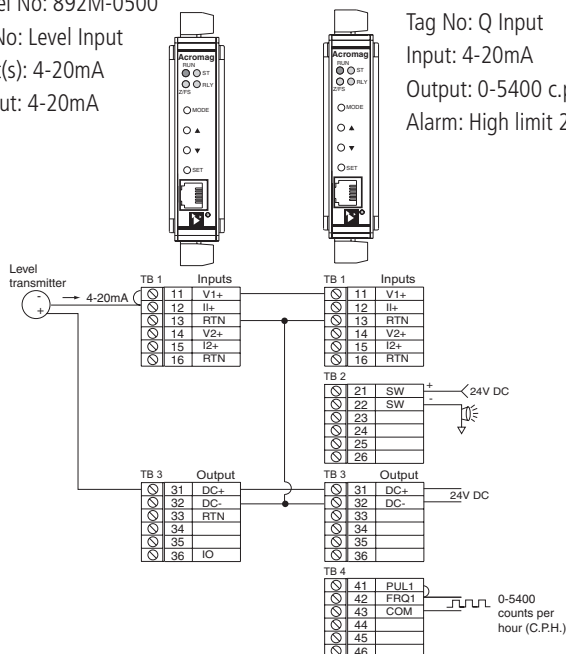 892M-0500
No: Level Input
4-20mA
4-20mA
Tag No: Q Input
Input: 4-20mA
Output: 0-5400
Alarm: High limit
Acromag
RUN
ST
RLY
Z/FS
MODE
SET
Acromag
RUN
ST
RLY
Z/FS
MODE
SET
Level
transmitter
-
+
4-20mA
TB 1 Inputs
11 V1+
12 II+
13 RTN
14 V2+
15 I2+
16 RTN
TB 3 Output
31 DC+
32 DC-
33 RTN
34
35
36 IO
TB 1 Inputs
11 V1+
12 II+
13 RTN
14 V2+
15 I2+
16 RTN
TB 2
21 SW
22 SW
23
24
25
26
+
-
24V DC
TB 3 Output
31 DC+
32 DC-
33
34
35
36
24V DC
TB 4
41 PUL1
42 FRQ1
43 COM
44
45
46
0-5400
counts per
hour (C.P.H.)